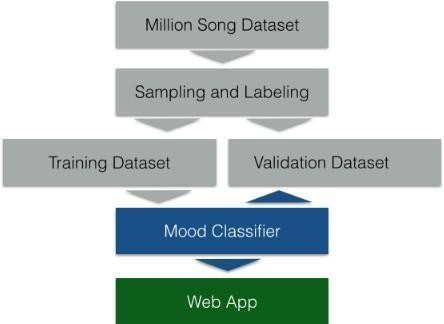 Million Song Dataset
Sampling and Labeling
Training Dataset
Validation Dataset
Mood Classifier
Web App